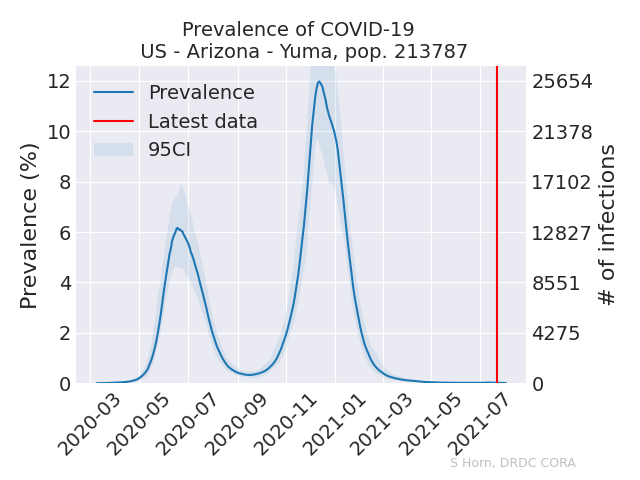 Prevalence of COVID-19
US - Arizona - Yuma, pop. 213787
Prevalence
Latest data
95CI
Prevalence (%)
12
10
8
6
4
2
0
25654
21378
17102
12827
8551
4275
0
# of infections
2020-03
2020-05
2020-07
2020-09
2020-11
2021-01
2021-03
2021-05
2021-07
S Horn, DRDC CORA